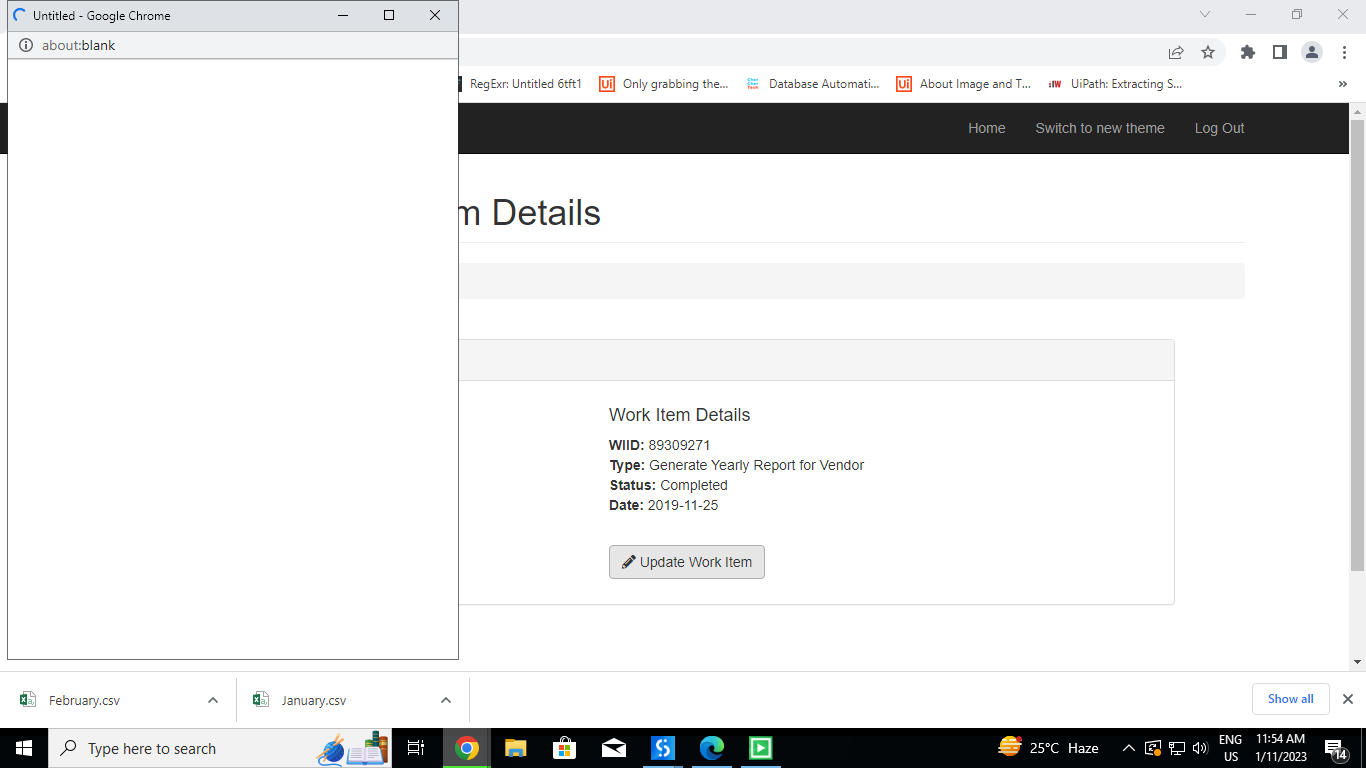 Untitled - Google Chrome
about:blank
RegExr: Untitled 6tft1
Only grabbing the...
Database Automati...
About Image and T...
UiPath: Extracting S...
»
Home
Switch to new theme
Log Out
m Details
Work Item Details
WIID: 89309271
Type: Generate Yearly Report for Vendor
Status: Completed
Date: 2019-11-25
Update Work Item
February.csv
January.csv
Show all
Type here to search
25°C Haze
ENG
US
11:54 AM
1/11/2023
14